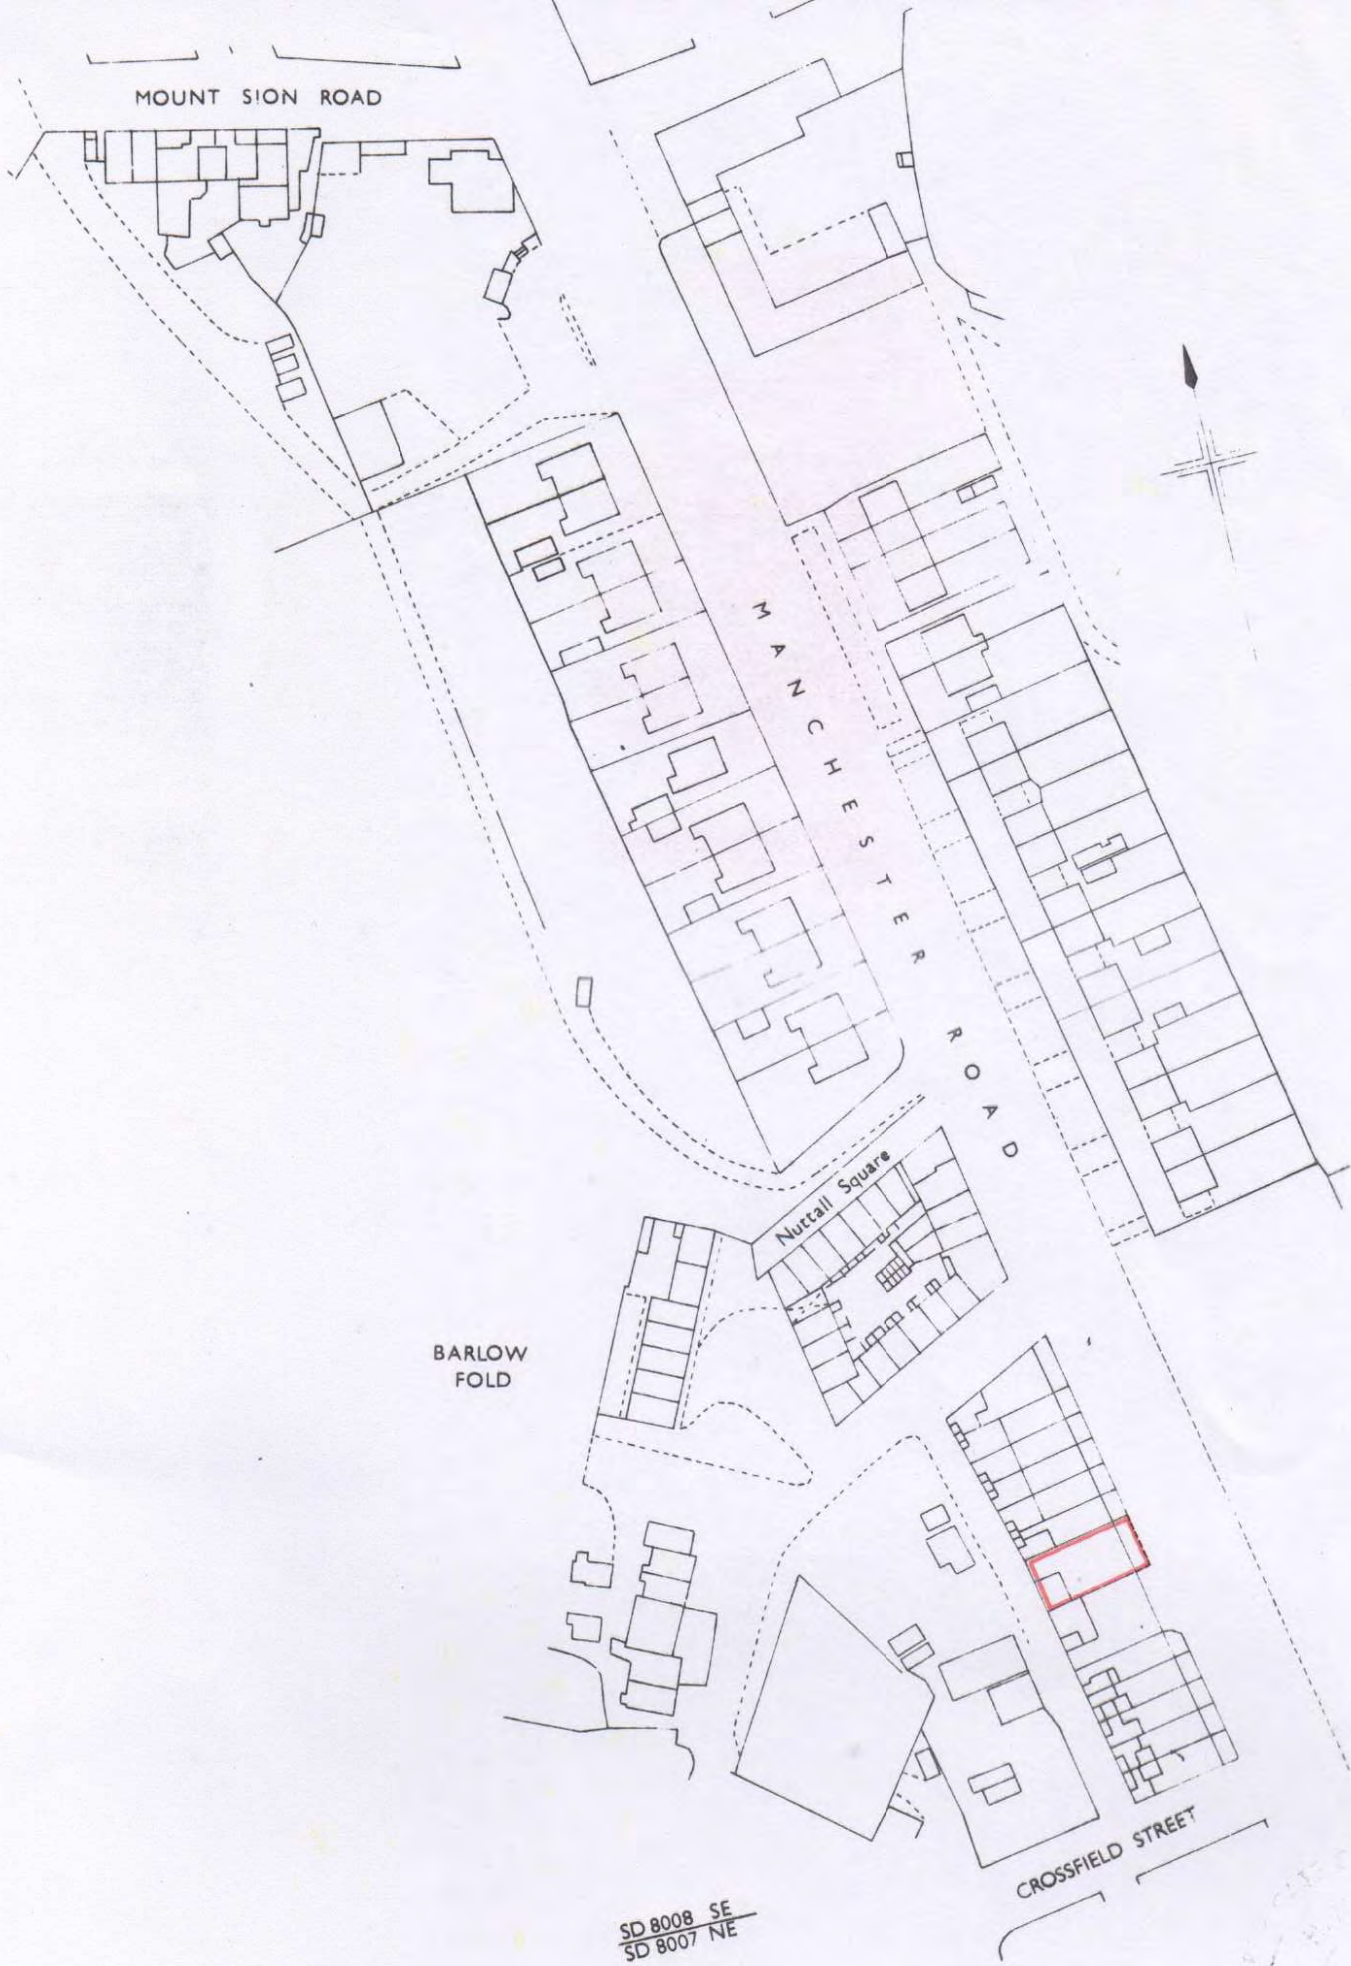 MOUNT SION ROAD
MANCHESTER ROAD
Nuttall Square
BARLOW
FOLD
CROSSFIELD STREET
SD 8008 SE
SD 8007 NE